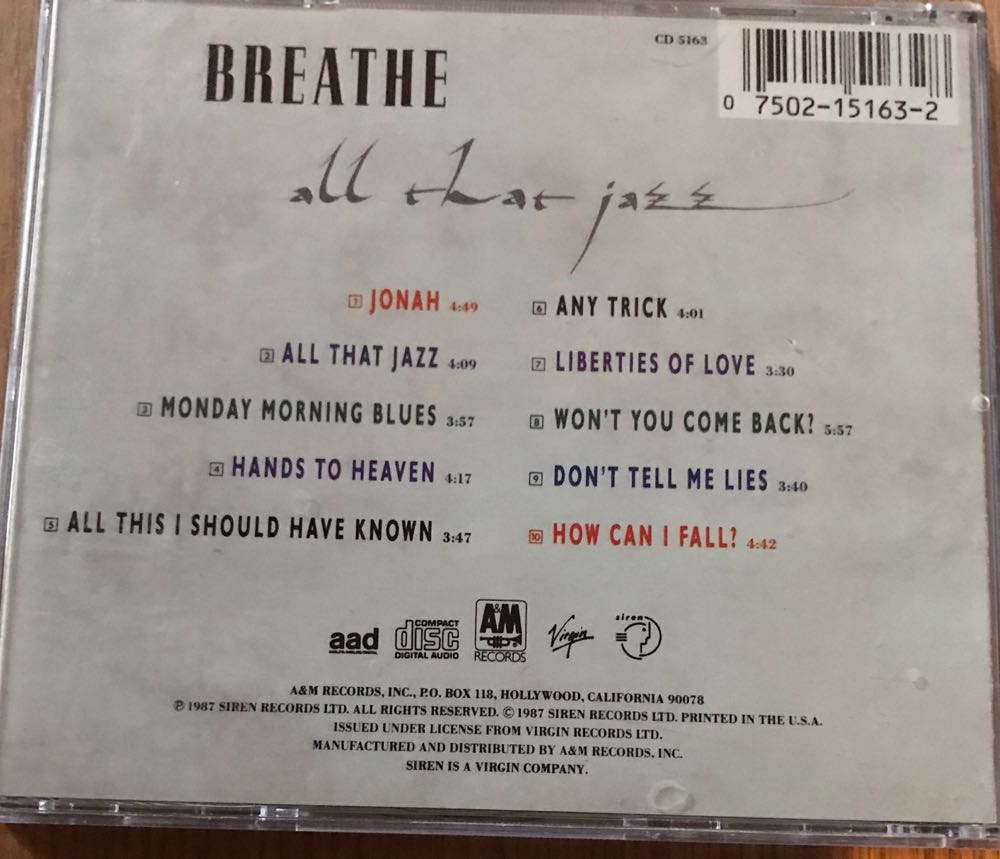 BREATHE
CD 5163
0 7502-15163-2
all that jazz
1 JONAH 4:49
2 ALL THAT JAZZ 4:09
3 MONDAY MORNING BLUES 3:57
4 HANDS TO HEAVEN 4:17
5 ALL THIS I SHOULD HAVE KNOWN 3:47
6 ANY TRICK 4:01
7 LIBERTIES OF LOVE 3:30
8 WON'T YOU COME BACK? 5:57
9 DON'T TELL ME LIES 3:40
10 HOW CAN I FALL? 4:42
aad
COMPACT
disc
DIGITAL AUDIO
A&M
RECORDS
Virgin
siren
A&M RECORDS, INC., P.O. BOX 118, HOLLYWOOD, CALIFORNIA 90078
℗ 1987 SIREN RECORDS LTD. ALL RIGHTS RESERVED. © 1987 SIREN RECORDS LTD. PRINTED IN THE U.S.A.
ISSUED UNDER LICENSE FROM VIRGIN RECORDS LTD.
MANUFACTURED AND DISTRIBUTED BY A&M RECORDS, INC.
SIREN IS A VIRGIN COMPANY.